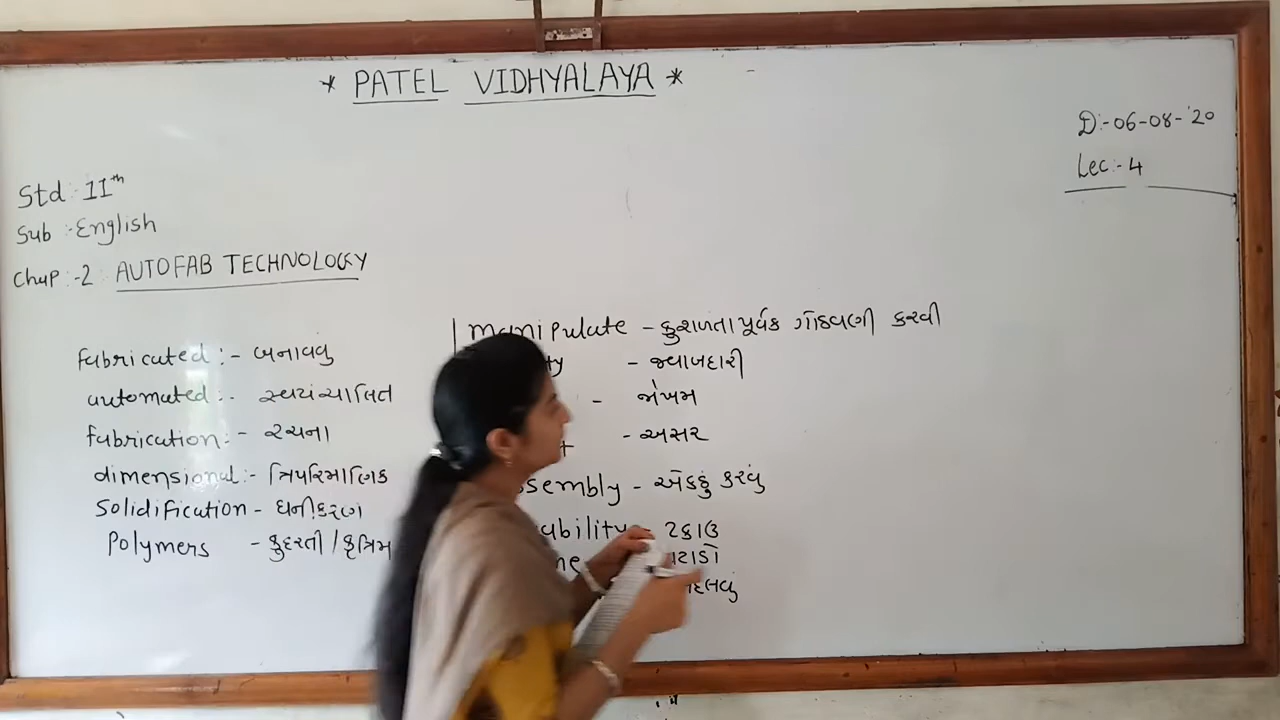 * PATEL VIDHYALAYA *
D:-06-08-'20
Lec:-4
Std:11th
Sub:-English
Chap:-2: AUTOFAB TECHNOLOGY
fabricated:- બનાવવું
automated:- સ્વયંચાલિત
fabrication:- રચના
dimensional:- ત્રિપરિમાણિક
Solidification - ઘનીકરણ
Polymers - કુદરતી/કૃત્રિમ
manipulate - કુશળતાપૂર્વક ગોઠવણી કરવી
- જવાબદારી
- જોખમ
- અસર
ssembly - એકઠું કરવું
ability - ટકાઉ